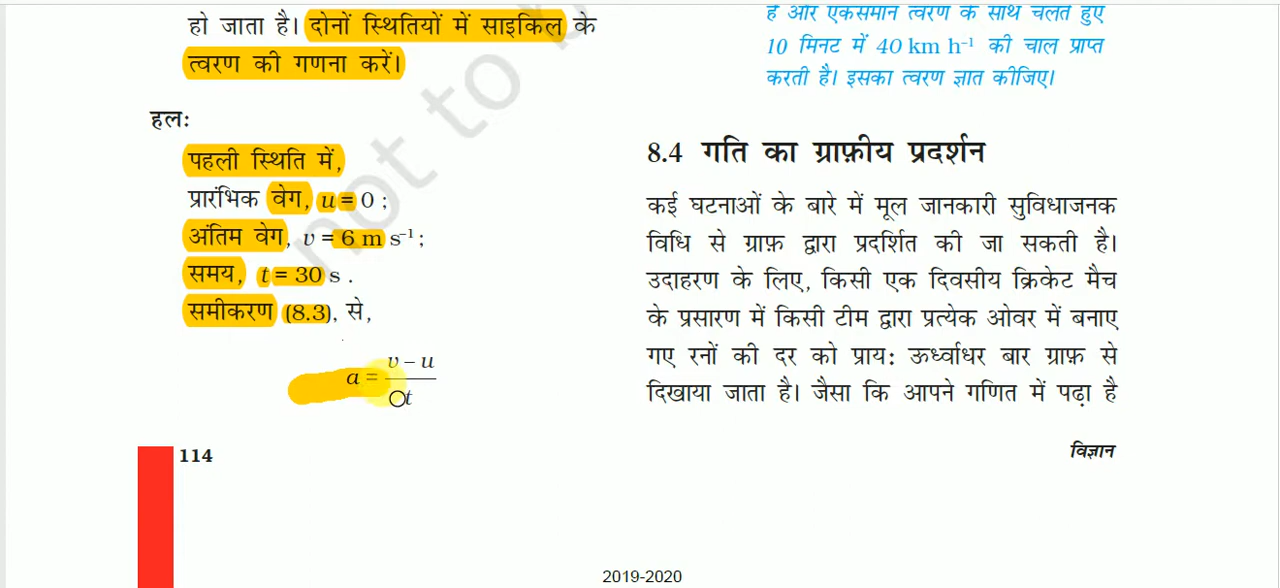 हो जाता है। दोनों स्थितियों में साइकिल के
त्वरण की गणना करें।
हलः
पहली स्थिति में,
प्रारंभिक वेग, u = 0 ;
अंतिम वेग, v = 6 m s⁻¹ ;
समय, t = 30 s .
समीकरण (8.3), से,
a = v – u
t
114
है और एकसमान त्वरण के साथ चलते हुए
10 मिनट में 40 km h⁻¹ की चाल प्राप्त
करती है। इसका त्वरण ज्ञात कीजिए।
8.4 गति का ग्राफ़ीय प्रदर्शन
कई घटनाओं के बारे में मूल जानकारी सुविधाजनक
विधि से ग्राफ़ द्वारा प्रदर्शित की जा सकती है।
उदाहरण के लिए, किसी एक दिवसीय क्रिकेट मैच
के प्रसारण में किसी टीम द्वारा प्रत्येक ओवर में बनाए
गए रनों की दर को प्राय: ऊर्ध्वाधर बार ग्राफ़ से
दिखाया जाता है। जैसा कि आपने गणित में पढ़ा है
विज्ञान
2019-2020
not to b